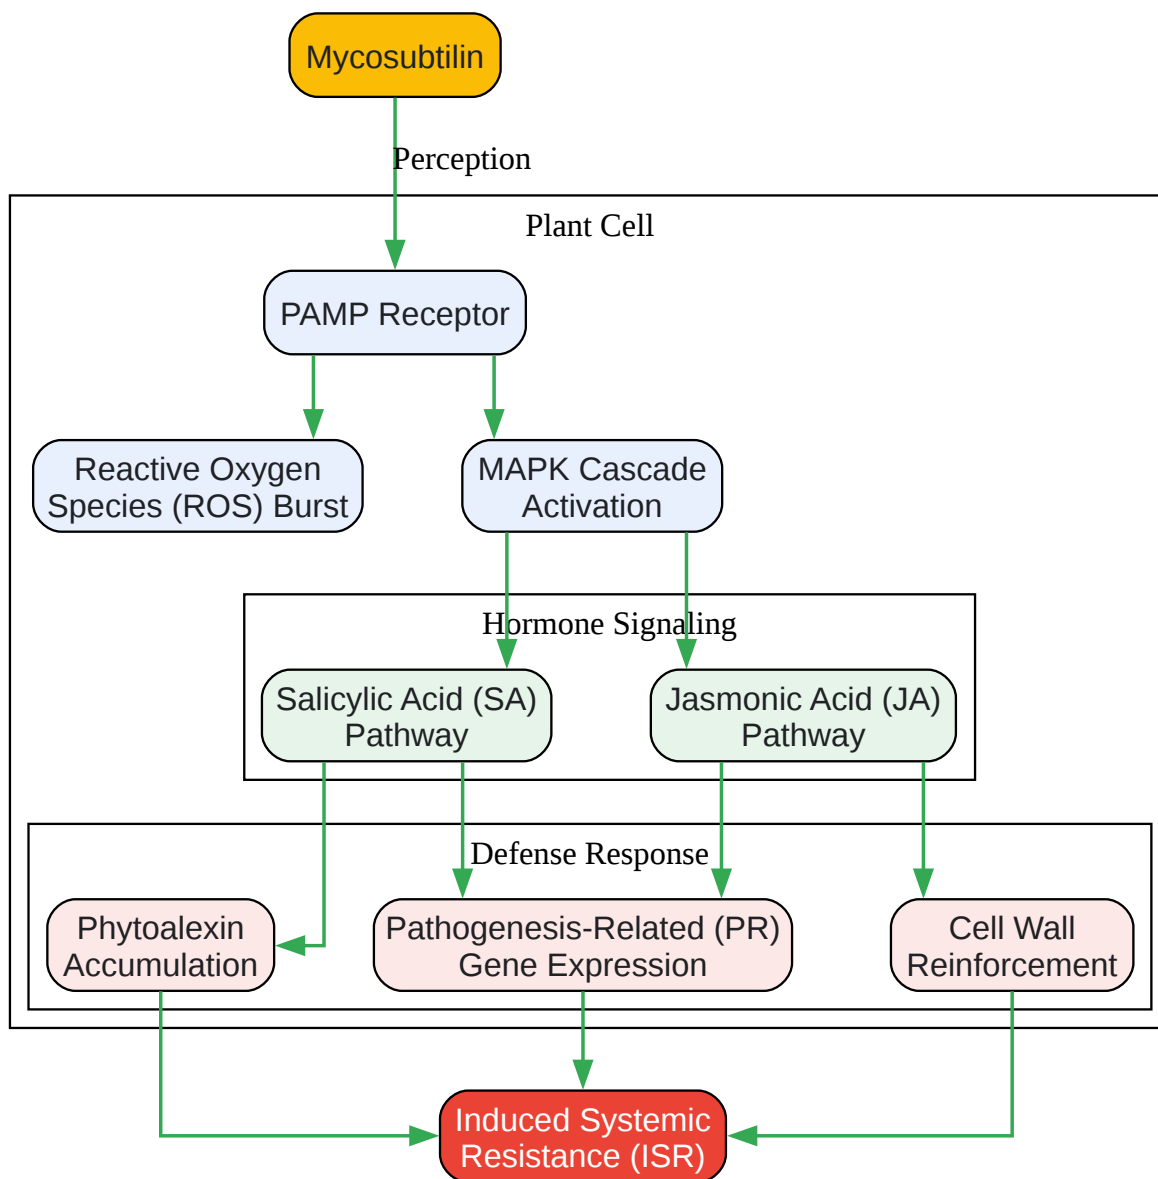 Mycosubtilin
Perception
Plant Cell
PAMP Receptor
Reactive Oxygen
Species (ROS) Burst
MAPK Cascade
Activation
Hormone Signaling
Salicylic Acid (SA)
Pathway
Jasmonic Acid (JA)
Pathway
Defense Response
Phytoalexin
Accumulation
Pathogenesis-Related (PR)
Gene Expression
Cell Wall
Reinforcement
Induced Systemic
Resistance (ISR)